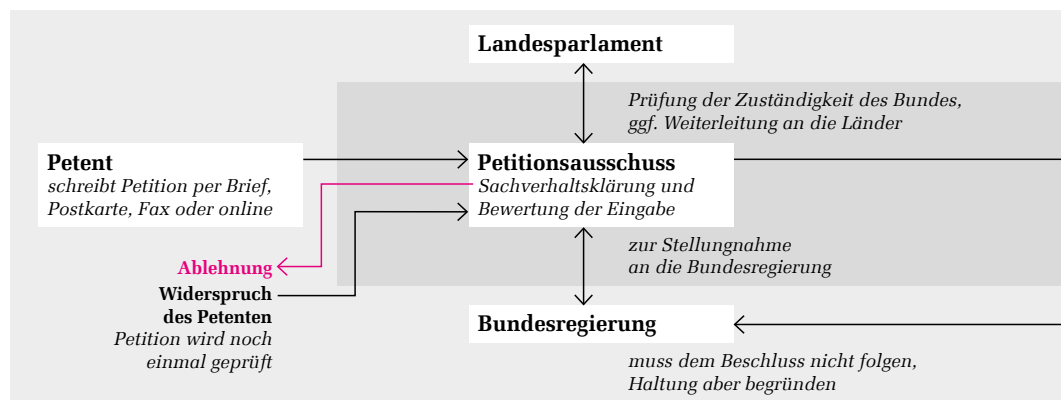 Landesparlament
Prüfung der Zuständigkeit des Bundes,
ggf. Weiterleitung an die Länder
Petent
schreibt Petition per Brief,
Postkarte, Fax oder online
Petitionsausschuss
Sachverhaltsklärung und
Bewertung der Eingabe
Ablehnung
Widerspruch
des Petenten
Petition wird noch
einmal geprüft
zur Stellungnahme
an die Bundesregierung
Bundesregierung
muss dem Beschluss nicht folgen,
Haltung aber begründen